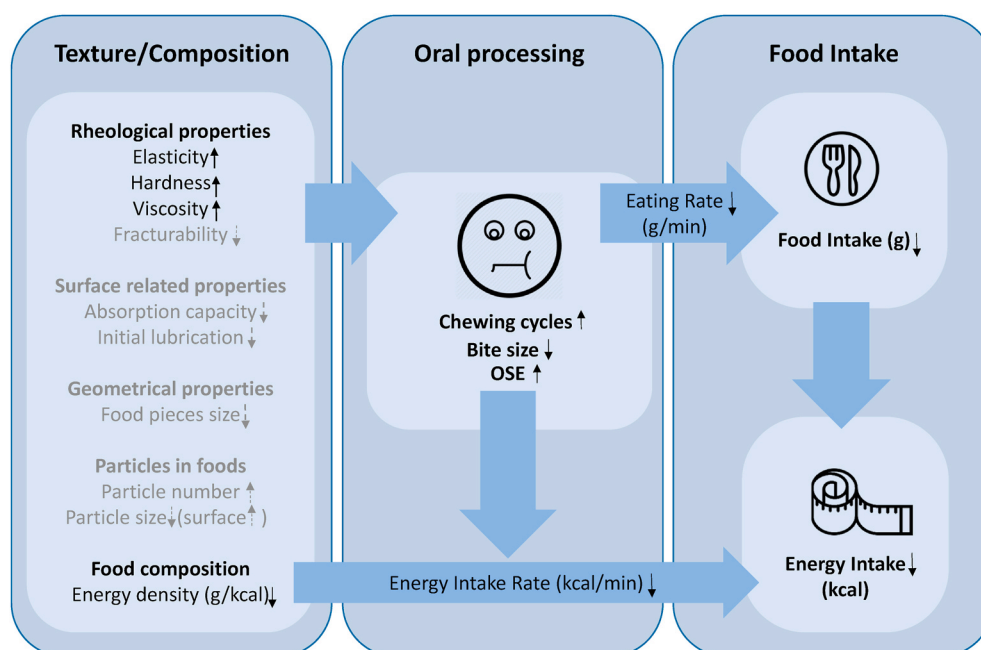 Texture/Composition
Rheological properties
Elasticity↑
Hardness↑
Viscosity↑
Fracturability↓
Surface related properties
Absorption capacity↓
Initial lubrication↓
Geometrical properties
Food pieces size↓
Particles in foods
Particle number↑
Particle size↓(surface↑)
Food composition
Energy density (g/kcal)↓
Oral processing
Chewing cycles↑
Bite size↓
OSE↑
Eating Rate↓
(g/min)
Energy Intake Rate (kcal/min)↓
Food Intake
Food Intake (g)↓
Energy Intake↓
(kcal)